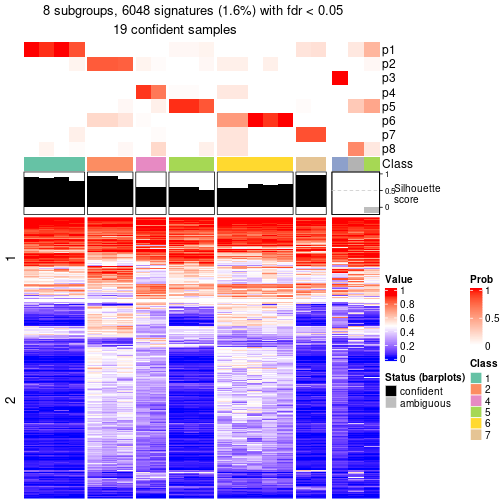 8 subgroups, 6048 signatures (1.6%) with fdr < 0.05
19 confident samples
p1
p2
p3
p4
p5
p6
p7
p8
Class
1
0.5
0
Silhouette
score
1
2
Value
1
0.8
0.6
0.4
0.2
0
Status (barplots)
confident
ambiguous
Prob
1
0.5
0
Class
1
2
4
5
6
7